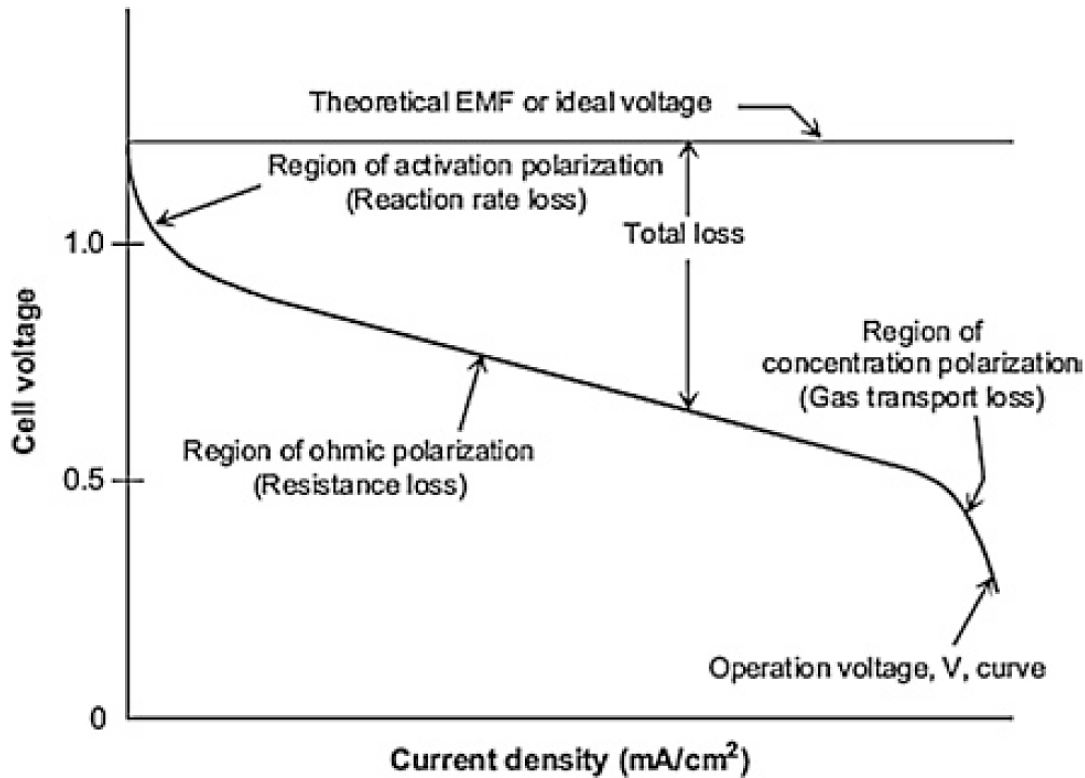 Theoretical EMF or ideal voltage
Region of activation polarization
(Reaction rate loss)
Total loss
1.0
Region of
concentration polarization
(Gas transport loss)
Cell voltage
Region of ohmic polarization
(Resistance loss)
0.5
Operation voltage, V, curve
0
Current density (mA/cm²)